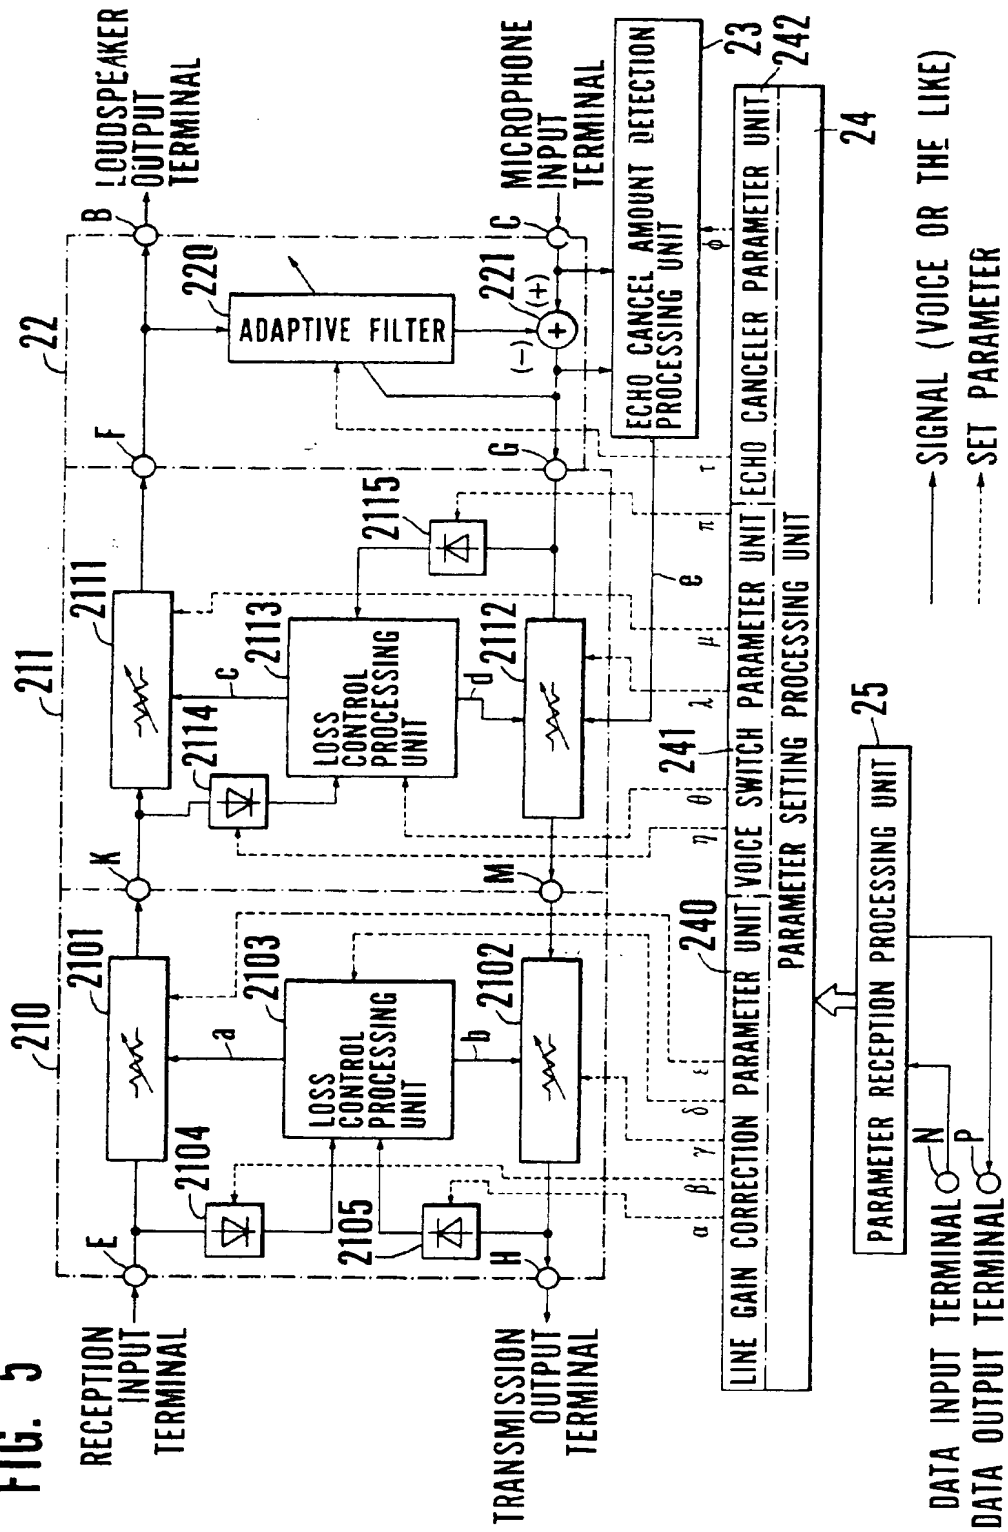 FIG. 5
RECEPTION
INPUT
TERMINAL
E
210
2101
2104
a
2103
LOSS
CONTROL
PROCESSING
UNIT
2105
b
2102
H
TRANSMISSION
OUTPUT
TERMINAL
K
M
2111
2111
2114
c
2113
LOSS
CONTROL
PROCESSING
UNIT
d
2112
2115
F
G
22
220
ADAPTIVE FILTER
221
(+)
(-)
+
B
LOUDSPEAKER
OUTPUT
TERMINAL
C
MICROPHONE
INPUT
TERMINAL
23
ECHO CANCEL AMOUNT DETECTION
PROCESSING UNIT
e
α
β
γ
δ
ε
η
θ
λ
μ
π
τ
φ
240
241
242
LINE GAIN CORRECTION PARAMETER UNIT
VOICE SWITCH PARAMETER UNIT
ECHO CANCELER PARAMETER UNIT
PARAMETER SETTING PROCESSING UNIT
24
25
PARAMETER RECEPTION PROCESSING UNIT
DATA INPUT TERMINAL
N
DATA OUTPUT TERMINAL
P
SIGNAL (VOICE OR THE LIKE)
SET PARAMETER